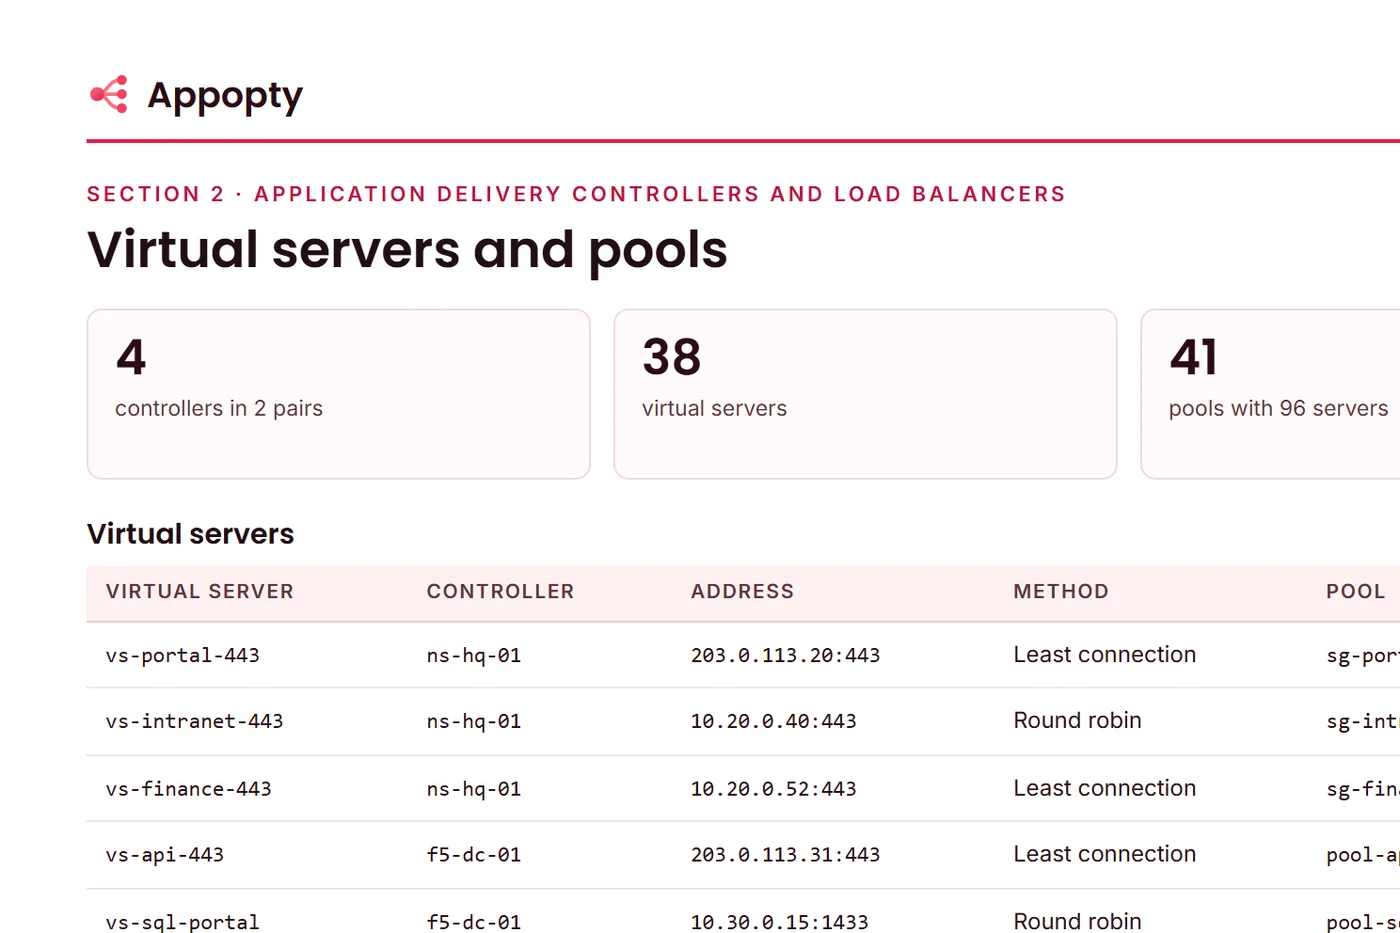 Appopty
SECTION 2 · APPLICATION DELIVERY CONTROLLERS AND LOAD BALANCERS
Virtual servers and pools
4
controllers in 2 pairs
38
virtual servers
41
pools with 96 servers
Virtual servers
VIRTUAL SERVER CONTROLLER ADDRESS METHOD POOL
vs-portal-443 ns-hq-01 203.0.113.20:443 Least connection
vs-intranet-443 ns-hq-01 10.20.0.40:443 Round robin
vs-finance-443 ns-hq-01 10.20.0.52:443 Least connection
vs-api-443 f5-dc-01 203.0.113.31:443 Least connection
vs-sql-portal f5-dc-01 10.30.0.15:1433 Round robin